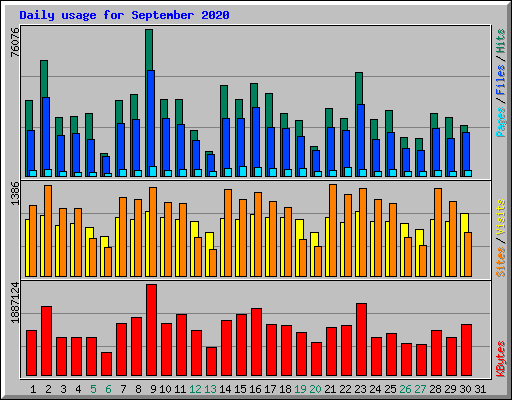 Daily usage for September 2020
76076
Pages / Files / Hits
1386
Sites / Visits
1887124
KBytes
1 2 3 4 5 6 7 8 9 10 11 12 13 14 15 16 17 18 19 20 21 22 23 24 25 26 27 28 29 30 31